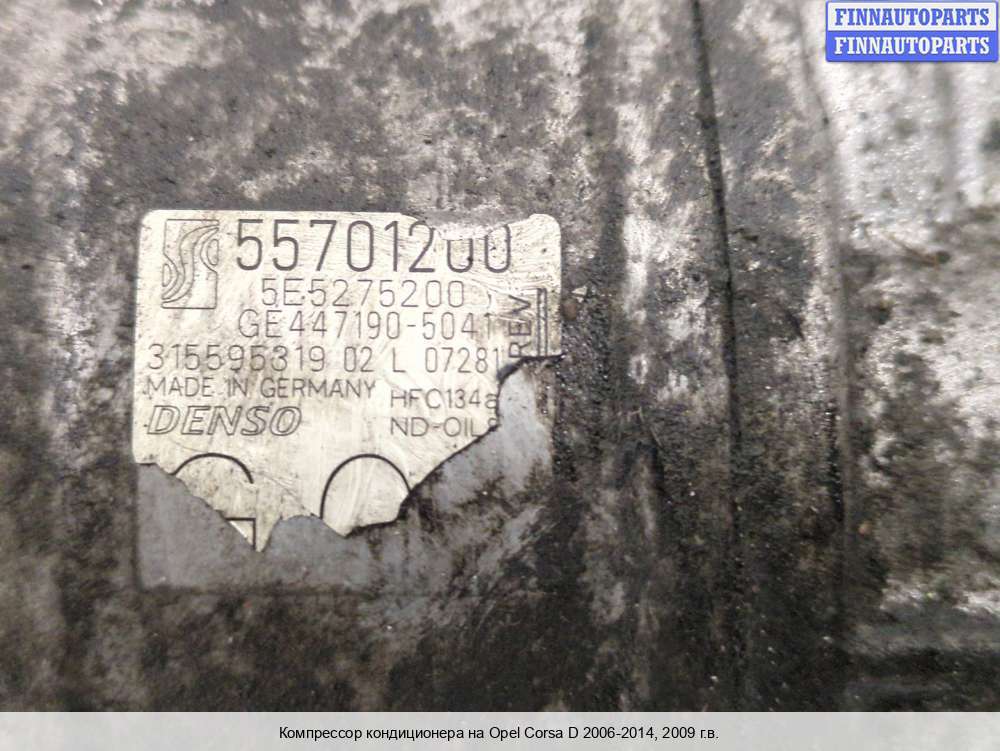 FINNAUTOPARTS
FINNAUTOPARTS
55701200
5E5275200
GE447190-5041
REV
315595319 02 L 07281
MADE IN GERMANY HFC134a
DENSO ND-OIL
Компрессор кондиционера на Opel Corsa D 2006-2014, 2009 г.в.